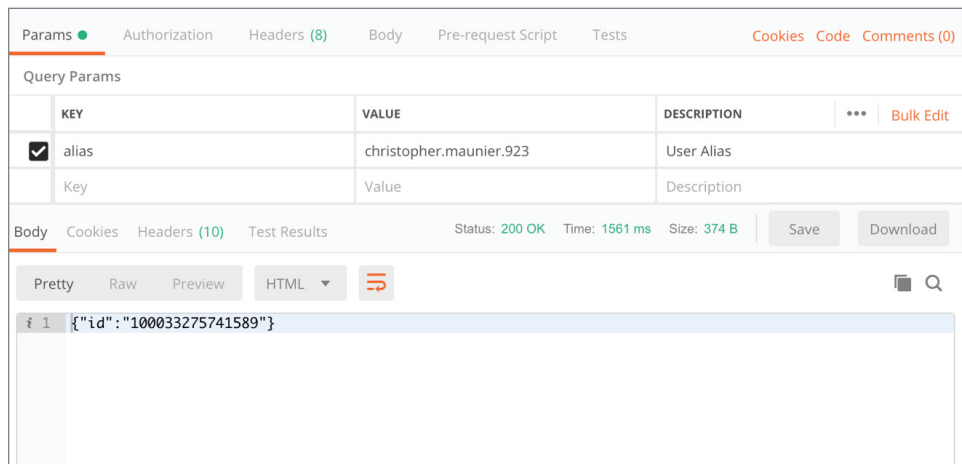 Params Authorization Headers (8) Body Pre-request Script Tests Cookies Code Comments (0)
Query Params
KEY VALUE DESCRIPTION ••• Bulk Edit
alias christopher.maunier.923 User Alias
Key Value Description
Body Cookies Headers (10) Test Results Status: 200 OK Time: 1561 ms Size: 374 B Save Download
Pretty Raw Preview HTML
i 1 {"id":"100033275741589"}